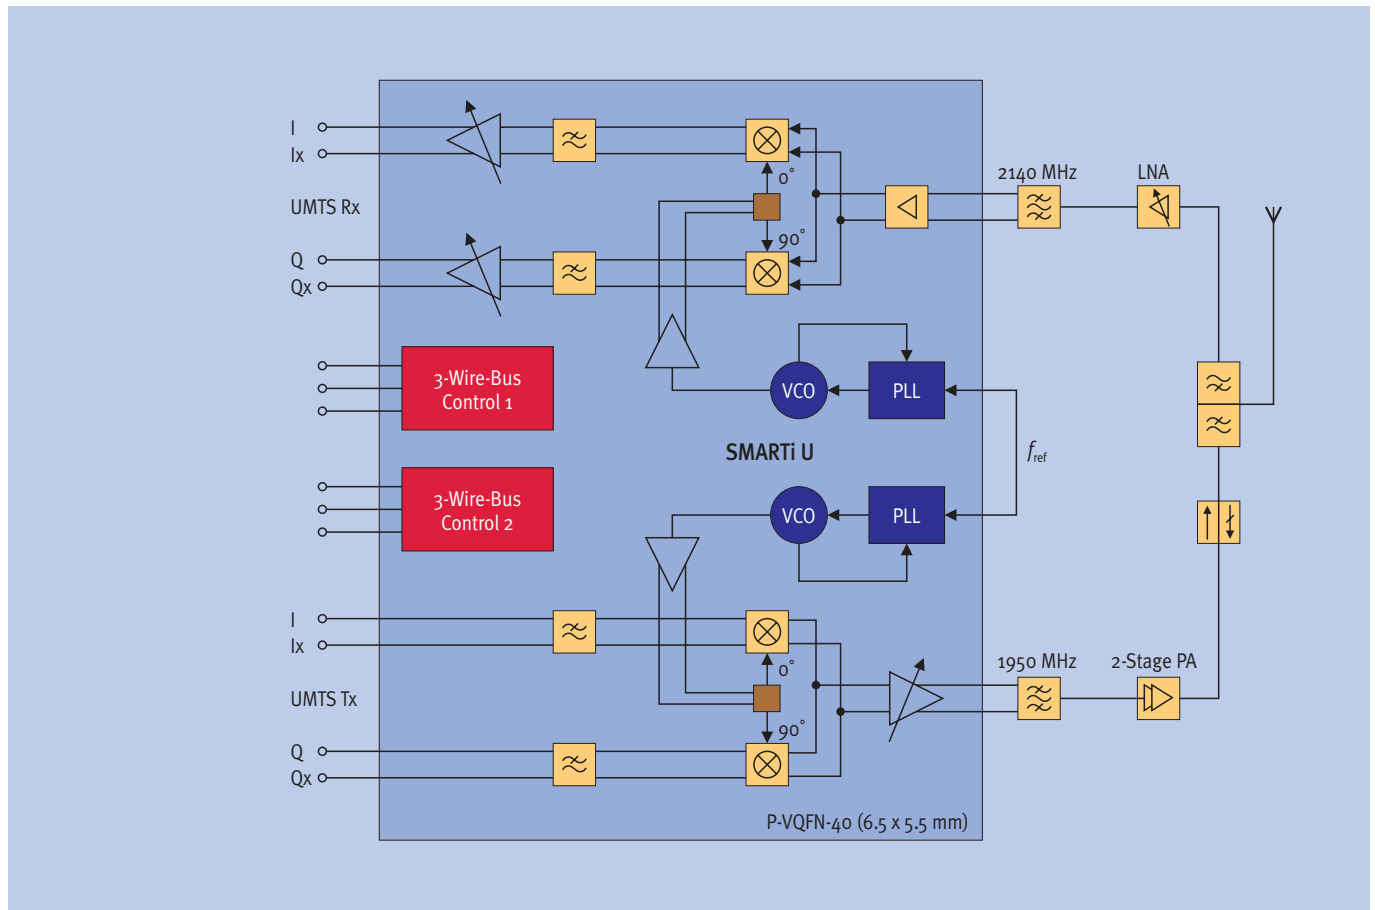 I
Ix
UMTS Rx
Q
Qx
0°
90°
2140 MHz
LNA
3-Wire-Bus
Control 1
VCO
PLL
SMARTi U
fref
3-Wire-Bus
Control 2
VCO
PLL
I
Ix
UMTS Tx
Q
Qx
0°
90°
1950 MHz
2-Stage PA
P-VQFN-40 (6.5 x 5.5 mm)